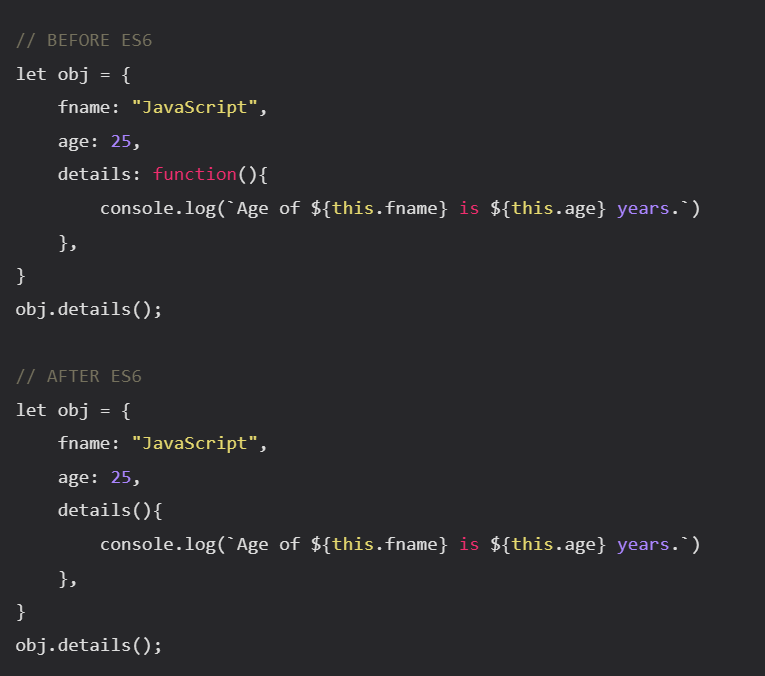 // BEFORE ES6
let obj = {
    fname: "JavaScript",
    age: 25,
    details: function(){
        console.log(`Age of ${this.fname} is ${this.age} years.`)
    },
}
obj.details();

// AFTER ES6
let obj = {
    fname: "JavaScript",
    age: 25,
    details(){
        console.log(`Age of ${this.fname} is ${this.age} years.`)
    },
}
obj.details();